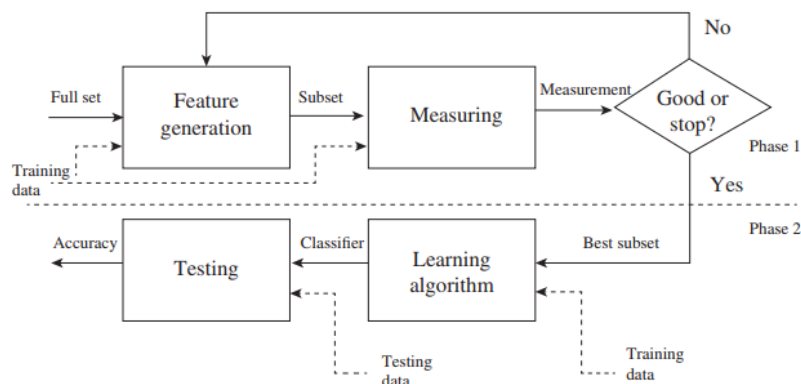 No
Full set
Feature
generation
Subset
Measuring
Measurement
Good or
stop?
Phase 1
Training
data
Yes
Phase 2
Accuracy
Testing
Classifier
Learning
algorithm
Best subset
Testing
data
Training
data